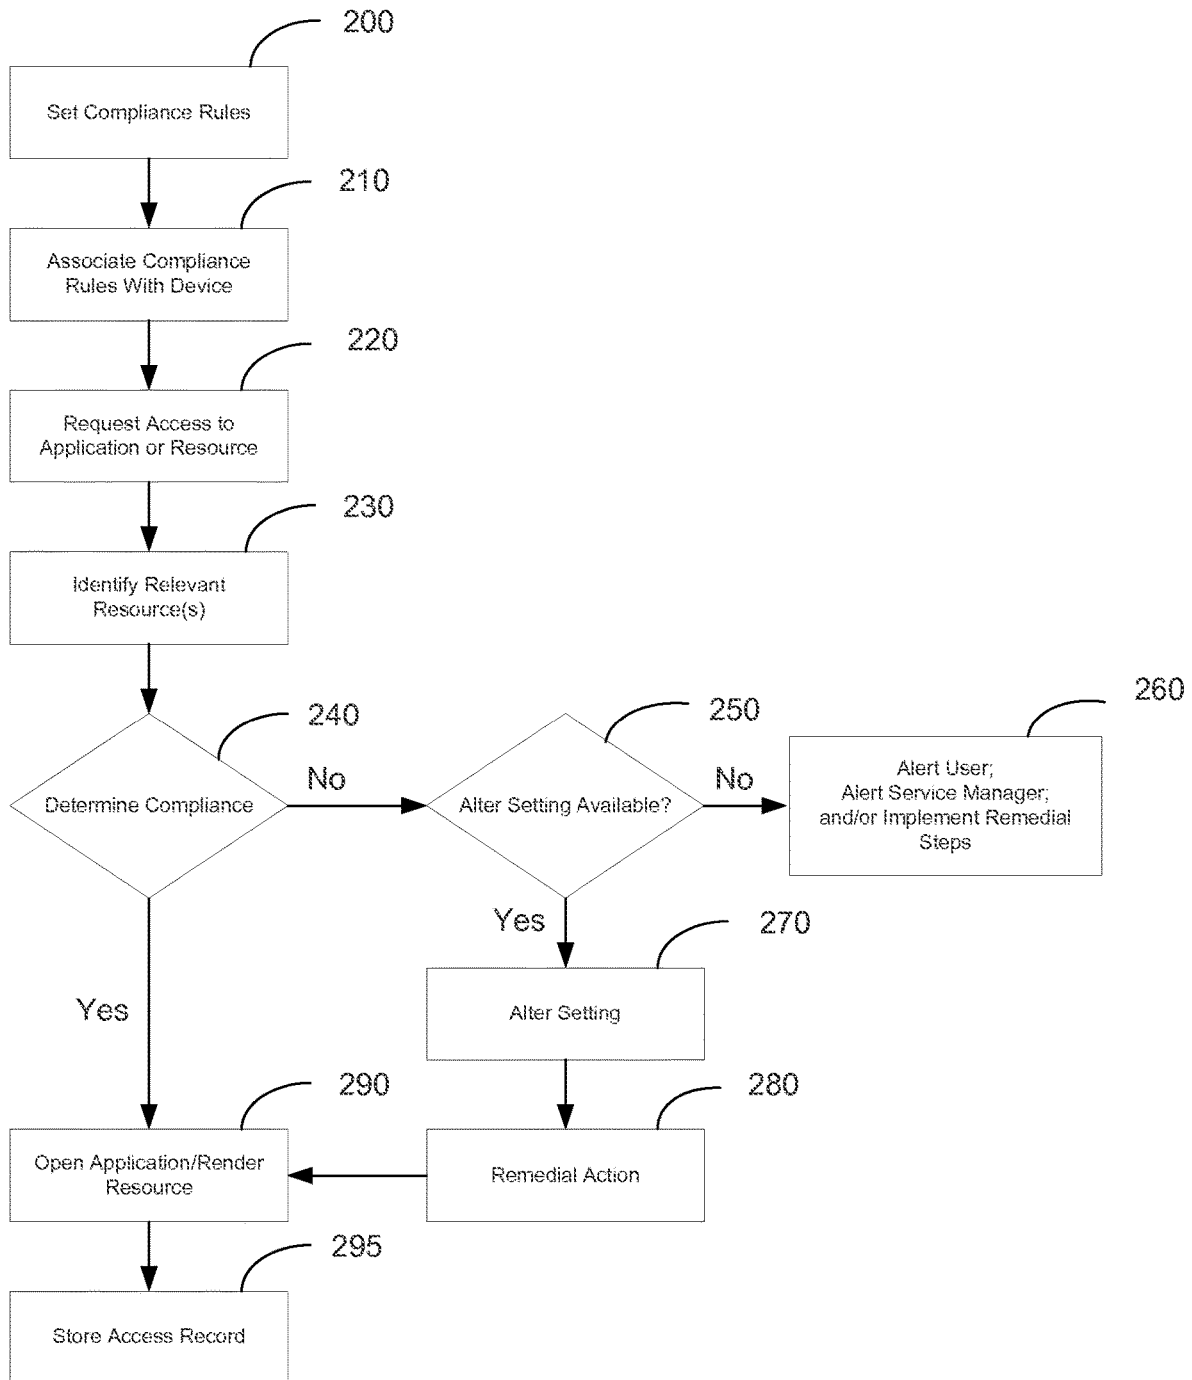 200
Set Compliance Rules
210
Associate Compliance
Rules With Device
220
Request Access to
Application or Resource
230
Identify Relevant
Resource(s)
240
Determine Compliance
No
250
Alter Setting Available?
No
260
Alert User;
Alert Service Manager;
and/or Implement Remedial
Steps
Yes
270
Alter Setting
Yes
280
Remedial Action
290
Open Application/Render
Resource
295
Store Access Record